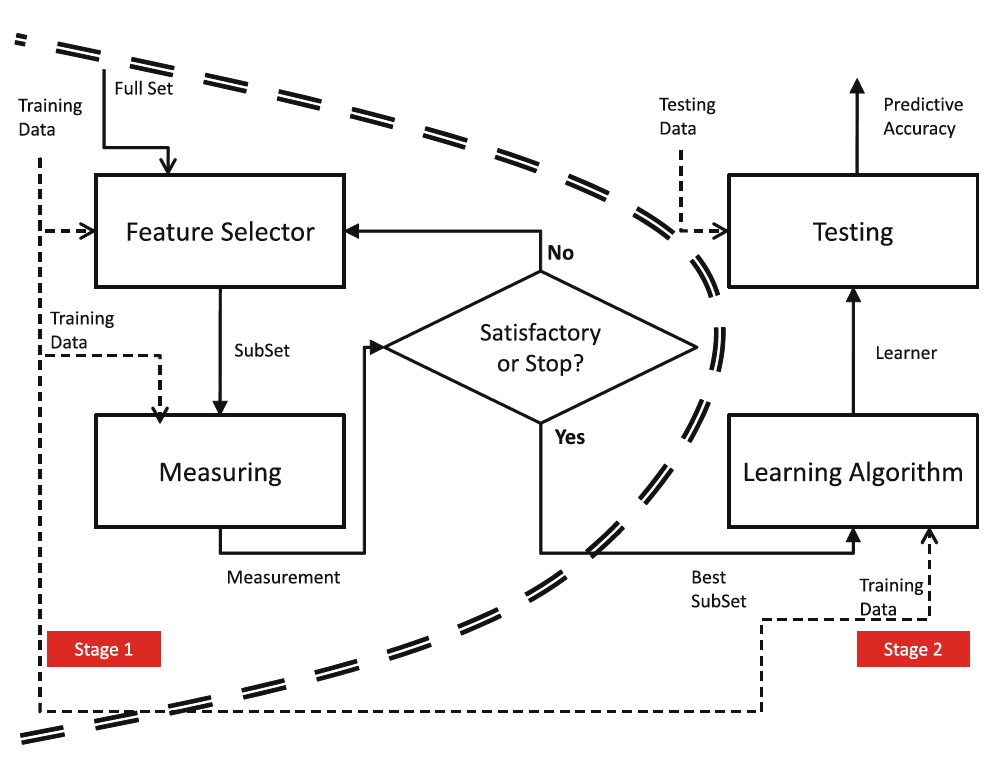 Full Set
Training
Data
Testing
Data
Predictive
Accuracy
Feature Selector
No
Testing
Training
Data
SubSet
Satisfactory
or Stop?
Learner
Yes
Measuring
Learning Algorithm
Measurement
Best
SubSet
Training
Data
Stage 1
Stage 2